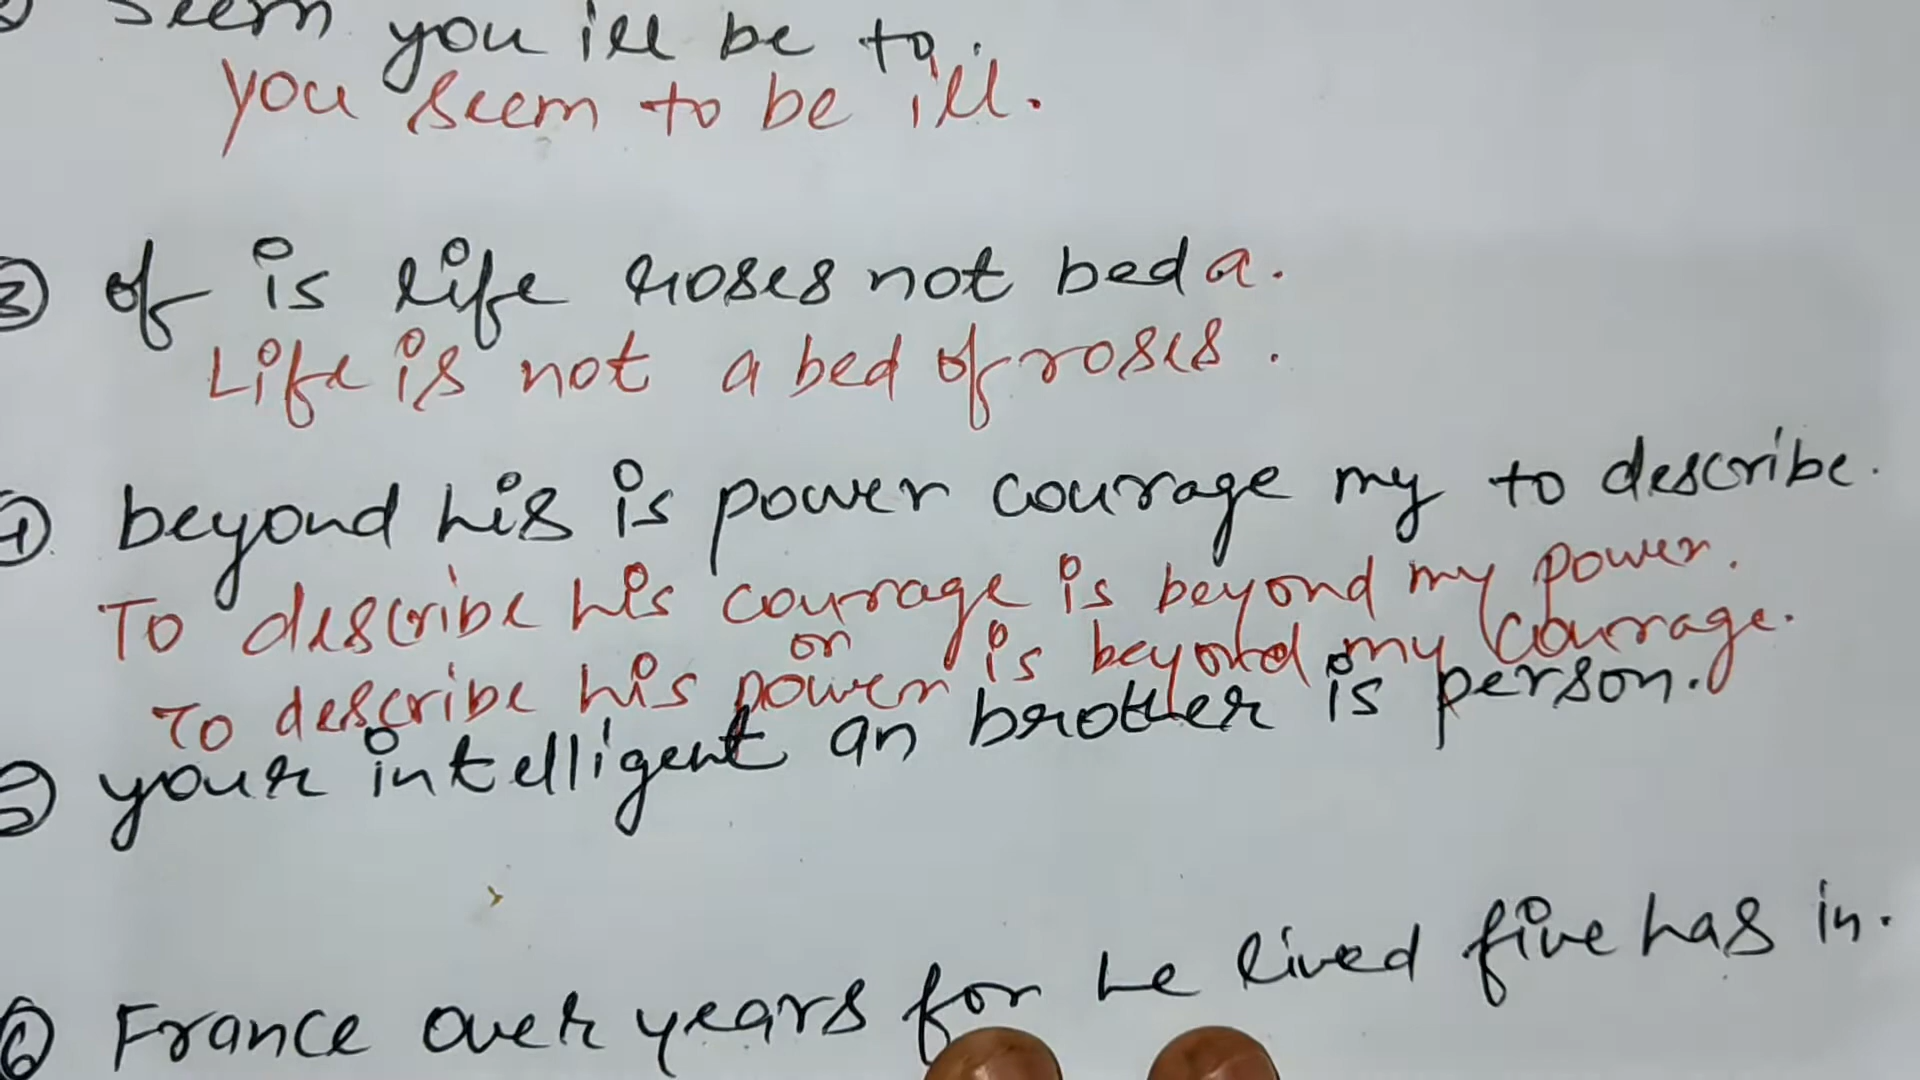 seem you ill be to.
you seem to be ill.
③ of is life roses not bed a.
Life is not a bed of roses.
④ beyond his is power courage my to describe.
To describe his courage is beyond my power.
or
To describe his power is beyond my courage.
⑤ your intelligent an brother is person.
⑥ France over years for he lived five has in.